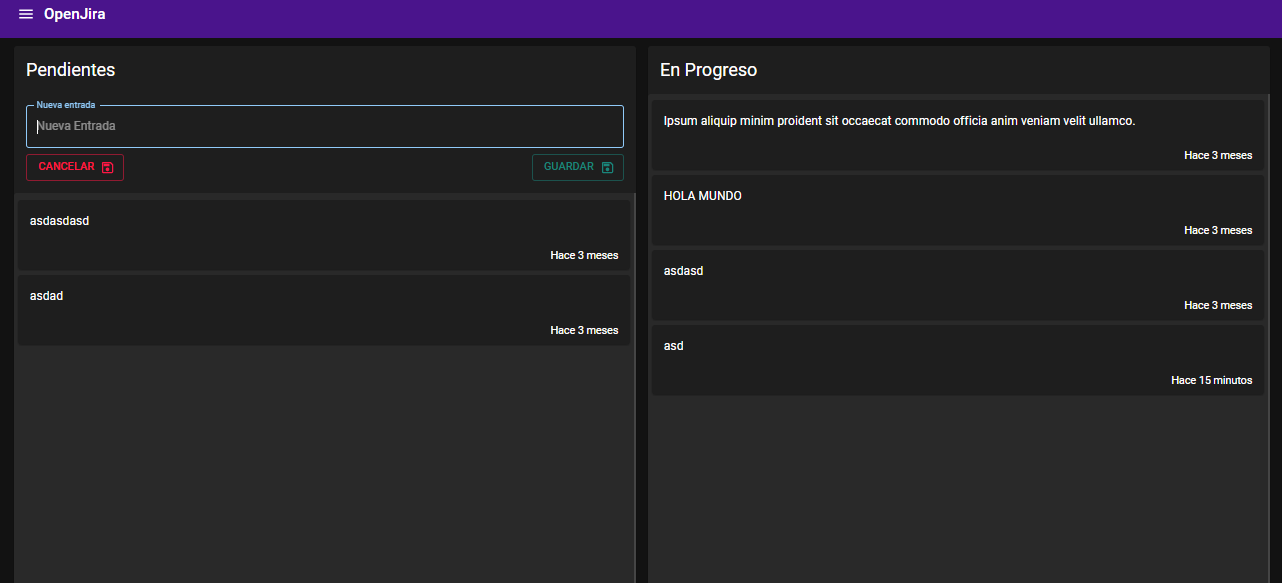 OpenJira
Pendientes
Nueva entrada
Nueva Entrada
CANCELAR
GUARDAR
asdasdasd
Hace 3 meses
asdad
Hace 3 meses
En Progreso
Ipsum aliquip minim proident sit occaecat commodo officia anim veniam velit ullamco.
Hace 3 meses
HOLA MUNDO
Hace 3 meses
asdasd
Hace 3 meses
asd
Hace 15 minutos